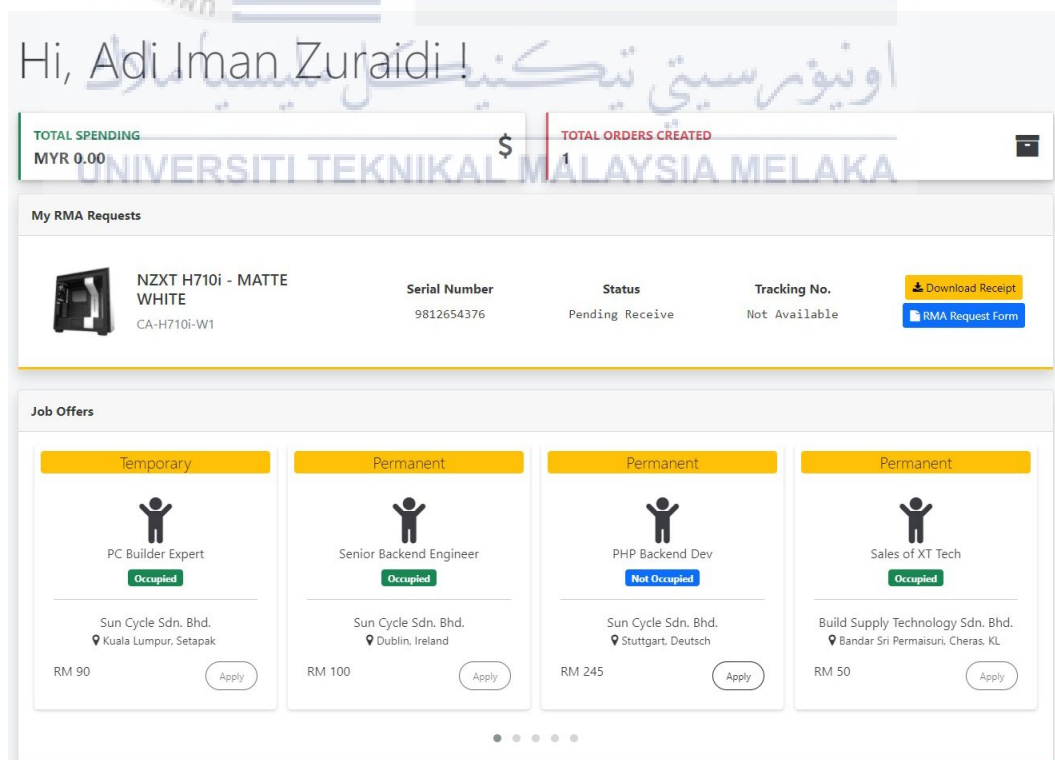 Hi, Adi Iman Zuraidi !
اونيۏرسيتي تيكنيكل مليسيا ملاك
TOTAL SPENDING
MYR 0.00
TOTAL ORDERS CREATED
1
UNIVERSITI TEKNIKAL MALAYSIA MELAKA
My RMA Requests
NZXT H710i - MATTE
WHITE
CA-H710i-W1
Serial Number
9812654376
Status
Pending Receive
Tracking No.
Not Available
Download Receipt
RMA Request Form
Job Offers
Temporary
PC Builder Expert
Occupied
Sun Cycle Sdn. Bhd.
Kuala Lumpur, Setapak
RM 90
Apply
Permanent
Senior Backend Engineer
Occupied
Sun Cycle Sdn. Bhd.
Dublin, Ireland
RM 100
Apply
Permanent
PHP Backend Dev
Not Occupied
Sun Cycle Sdn. Bhd.
Stuttgart, Deutsch
RM 245
Apply
Permanent
Sales of XT Tech
Occupied
Build Supply Technology Sdn. Bhd.
Bandar Sri Permaisuri, Cheras, KL
RM 50
Apply